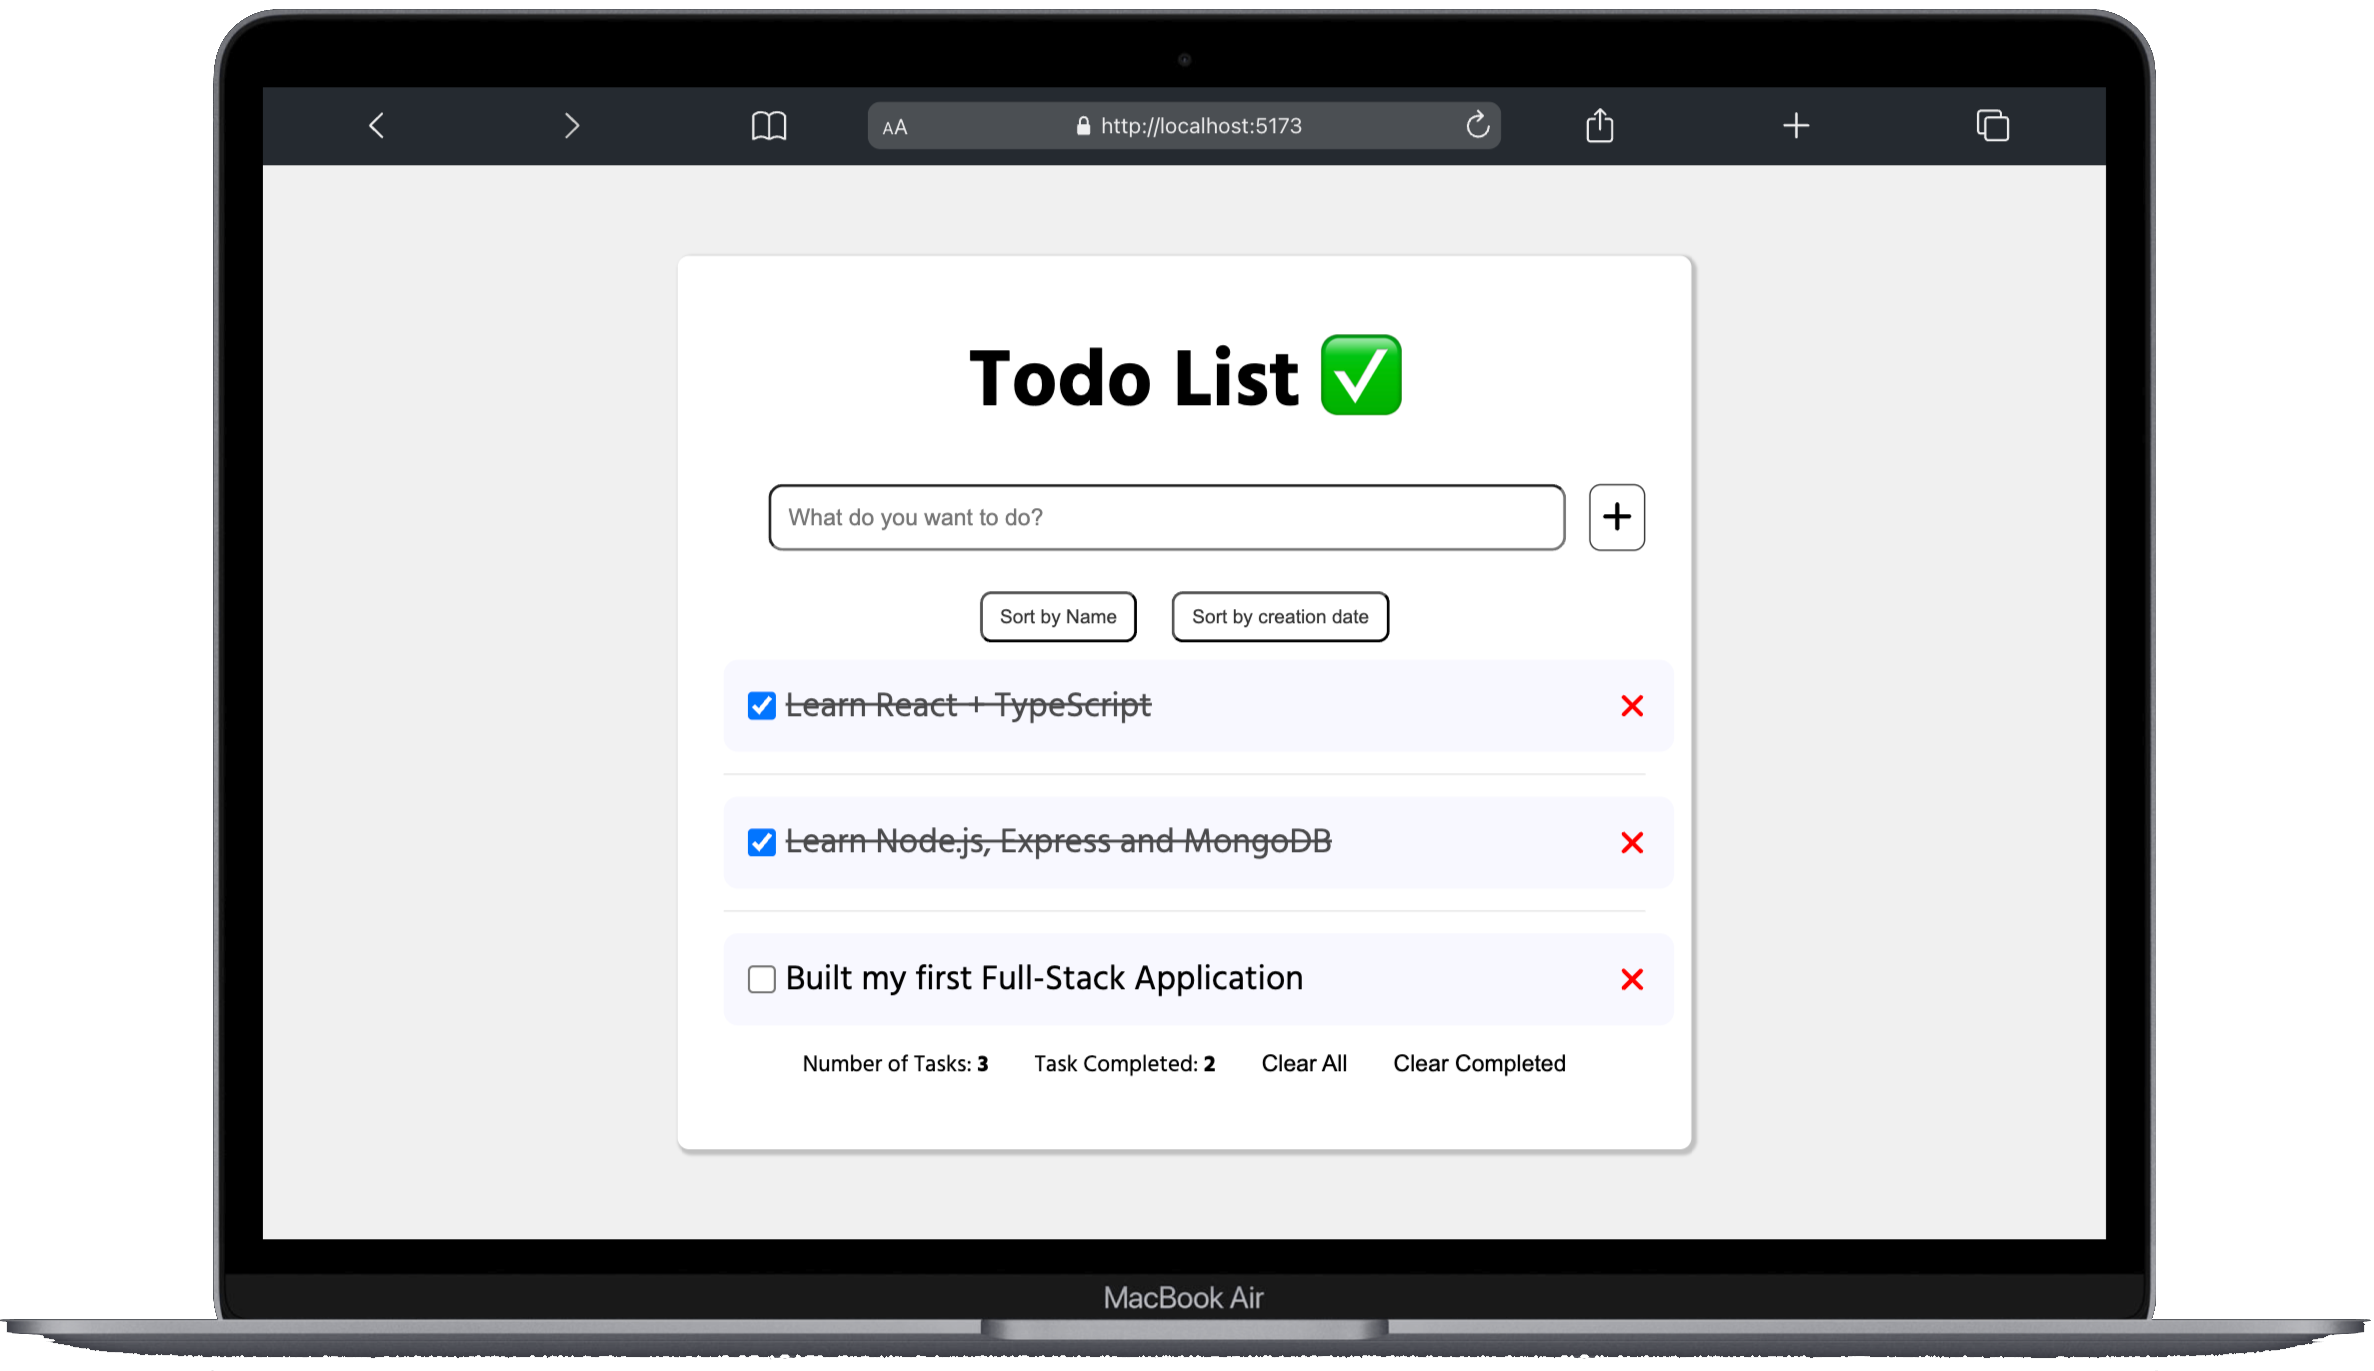 AA http://localhost:5173
Todo List ✅
What do you want to do?
Sort by Name Sort by creation date
Learn React + TypeScript
Learn Node.js, Express and MongoDB
Built my first Full-Stack Application
Number of Tasks: 3 Task Completed: 2 Clear All Clear Completed
MacBook Air